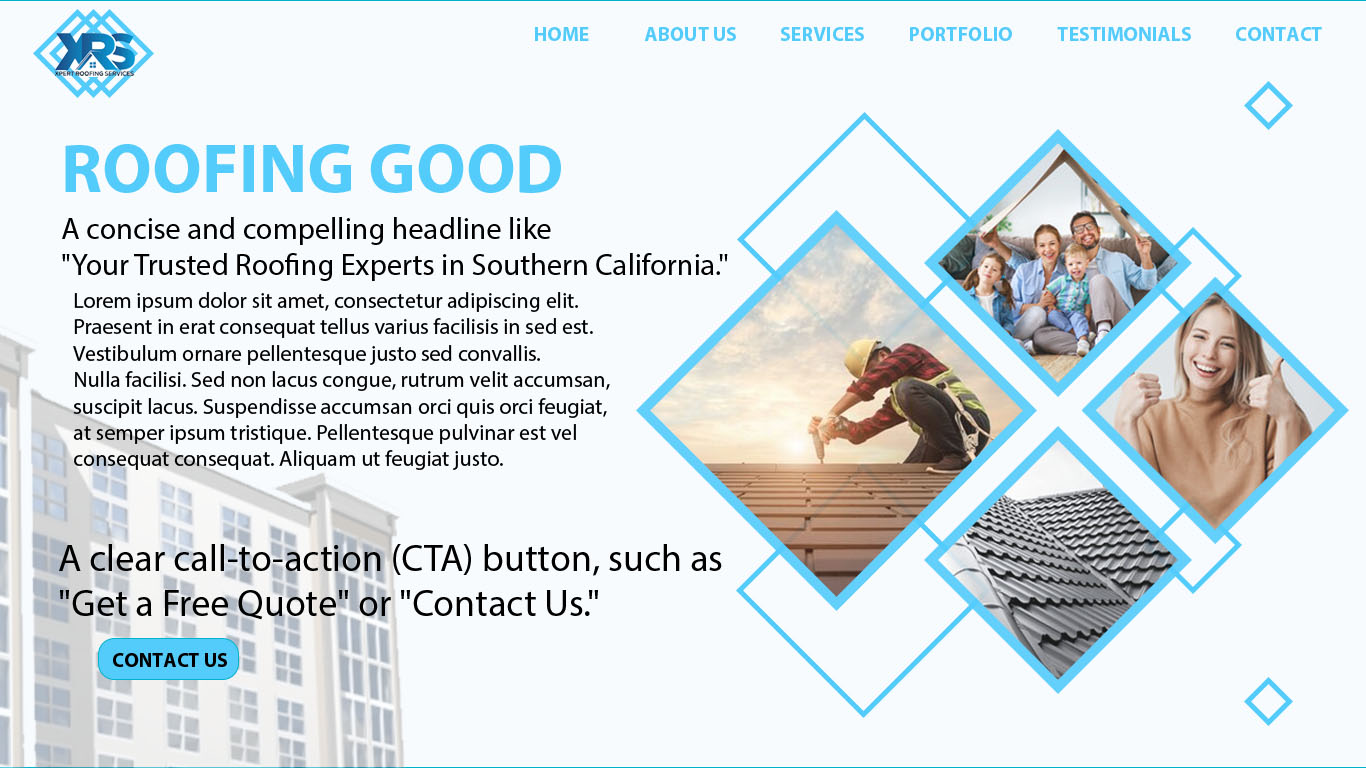 XRS
XPERT ROOFING SERVICES
HOME ABOUT US SERVICES PORTFOLIO TESTIMONIALS CONTACT
ROOFING GOOD
A concise and compelling headline like
"Your Trusted Roofing Experts in Southern California."
Lorem ipsum dolor sit amet, consectetur adipiscing elit.
Praesent in erat consequat tellus varius facilisis in sed est.
Vestibulum ornare pellentesque justo sed convallis.
Nulla facilisi. Sed non lacus congue, rutrum velit accumsan,
suscipit lacus. Suspendisse accumsan orci quis orci feugiat,
at semper ipsum tristique. Pellentesque pulvinar est vel
consequat consequat. Aliquam ut feugiat justo.
A clear call-to-action (CTA) button, such as
"Get a Free Quote" or "Contact Us."
CONTACT US